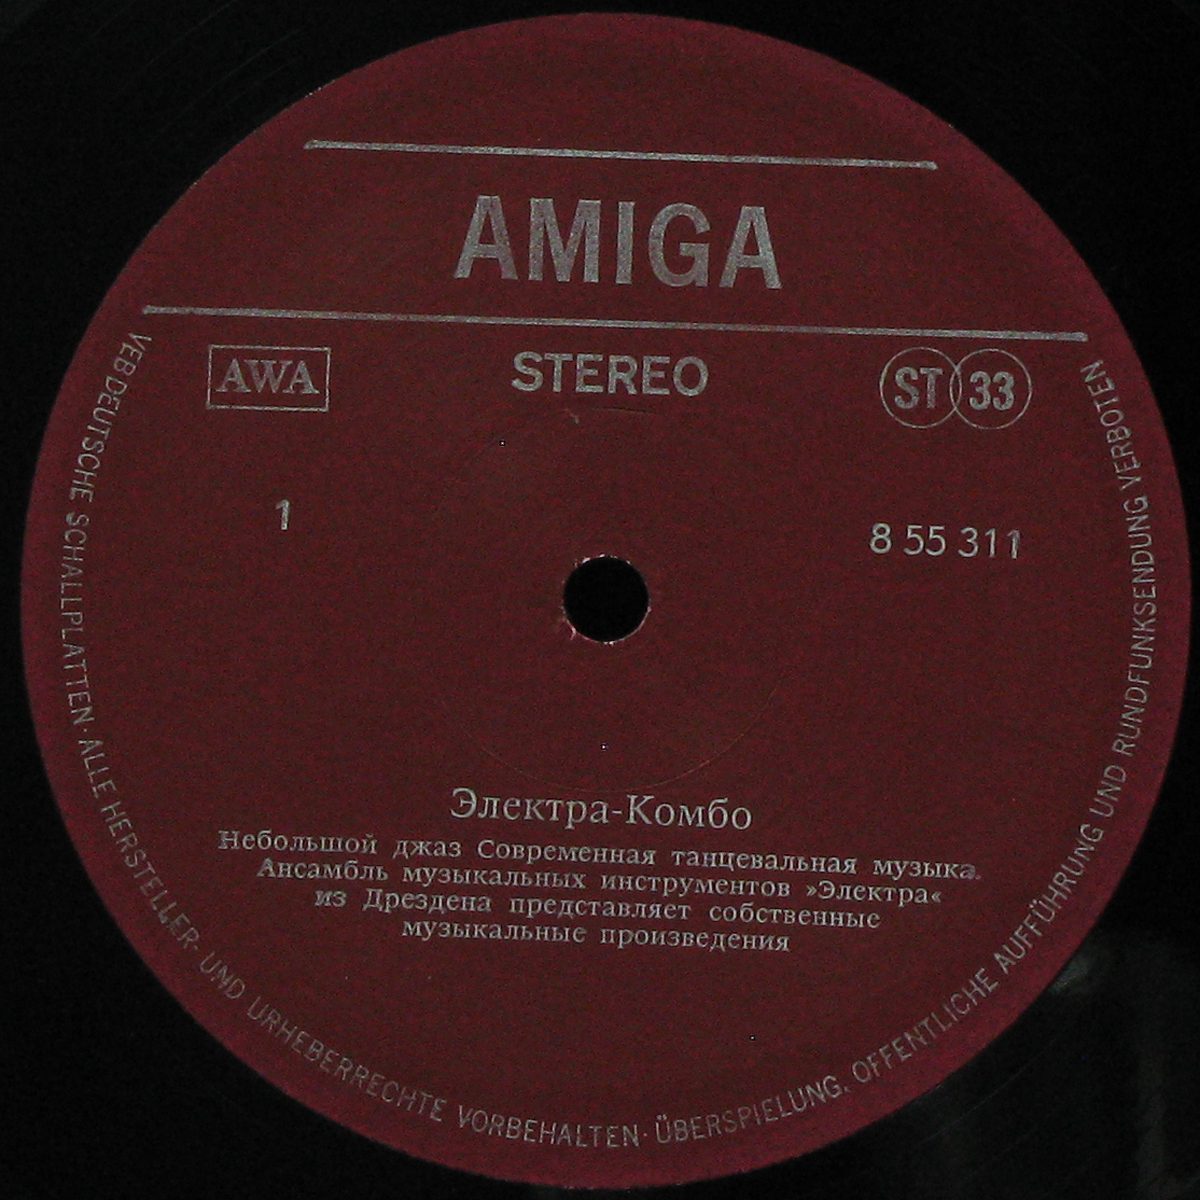 AMIGA
AWA
STEREO
ST 33
1
8 55 311
Электра-Комбо
Небольшой джаз Современная танцевальная музыка.
Ансамбль музыкальных инструментов »Электра«
из Дрездена представляет собственные
музыкальные произведения
VEB DEUTSCHE SCHALLPLATTEN · ALLE HERSTELLER- UND URHEBERRECHTE VORBEHALTEN · ÜBERSPIELUNG, ÖFFENTLICHE AUFFÜHRUNG UND RUNDFUNKSENDUNG VERBOTEN